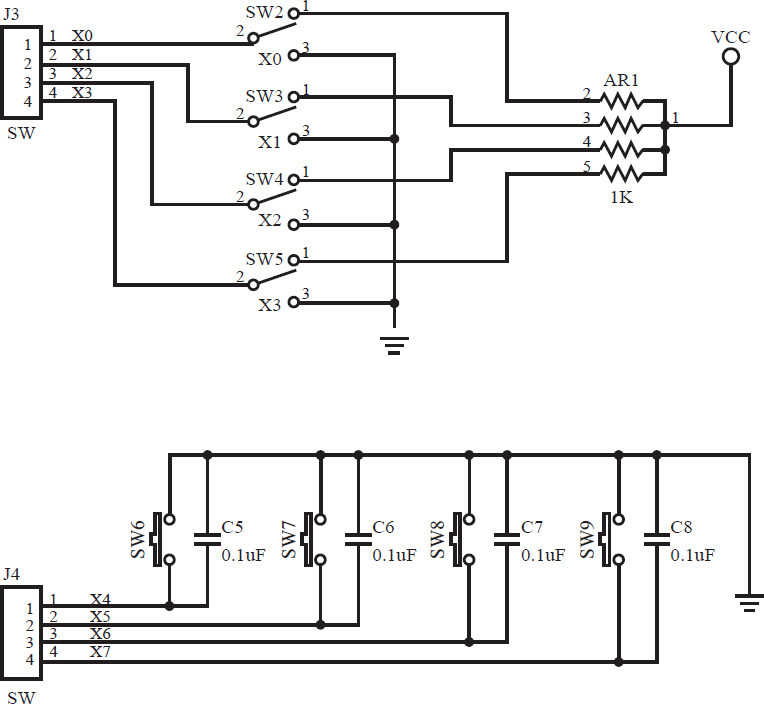 J3
1 1 X0
2 2 X1
3 3 X2
4 4 X3
SW
SW2 1
2
X0 3
SW3 1
2
X1 3
SW4 1
2
X2 3
SW5 1
2
X3 3
VCC
AR1
2
3 1
4
5
1K
SW6 C5 SW7 C6 SW8 C7 SW9 C8
0.1uF 0.1uF 0.1uF 0.1uF
J4
1 1 X4
2 2 X5
3 3 X6
4 4 X7
SW